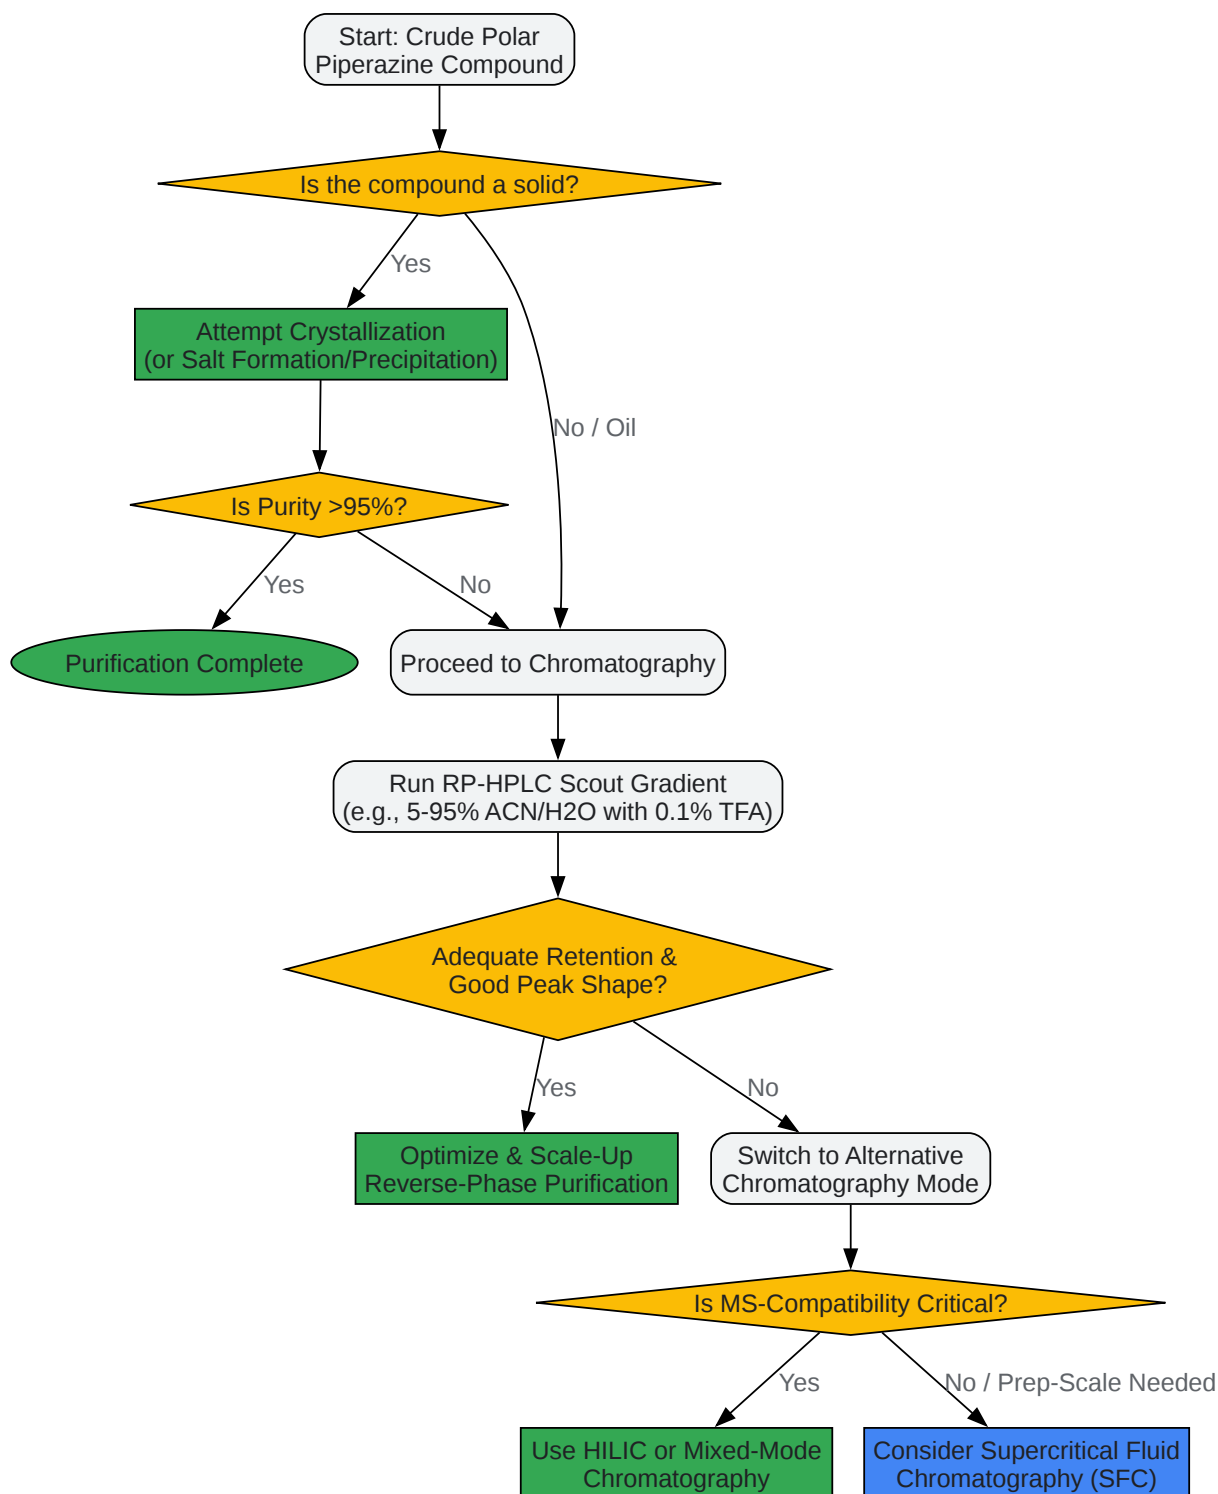 Start: Crude Polar
Piperazine Compound
Is the compound a solid?
Yes
Attempt Crystallization
(or Salt Formation/Precipitation)
No / Oil
Is Purity >95%?
Yes
No
Purification Complete
Proceed to Chromatography
Run RP-HPLC Scout Gradient
(e.g., 5-95% ACN/H2O with 0.1% TFA)
Adequate Retention &
Good Peak Shape?
Yes
No
Optimize & Scale-Up
Reverse-Phase Purification
Switch to Alternative
Chromatography Mode
Is MS-Compatibility Critical?
Yes
No / Prep-Scale Needed
Use HILIC or Mixed-Mode
Chromatography
Consider Supercritical Fluid
Chromatography (SFC)